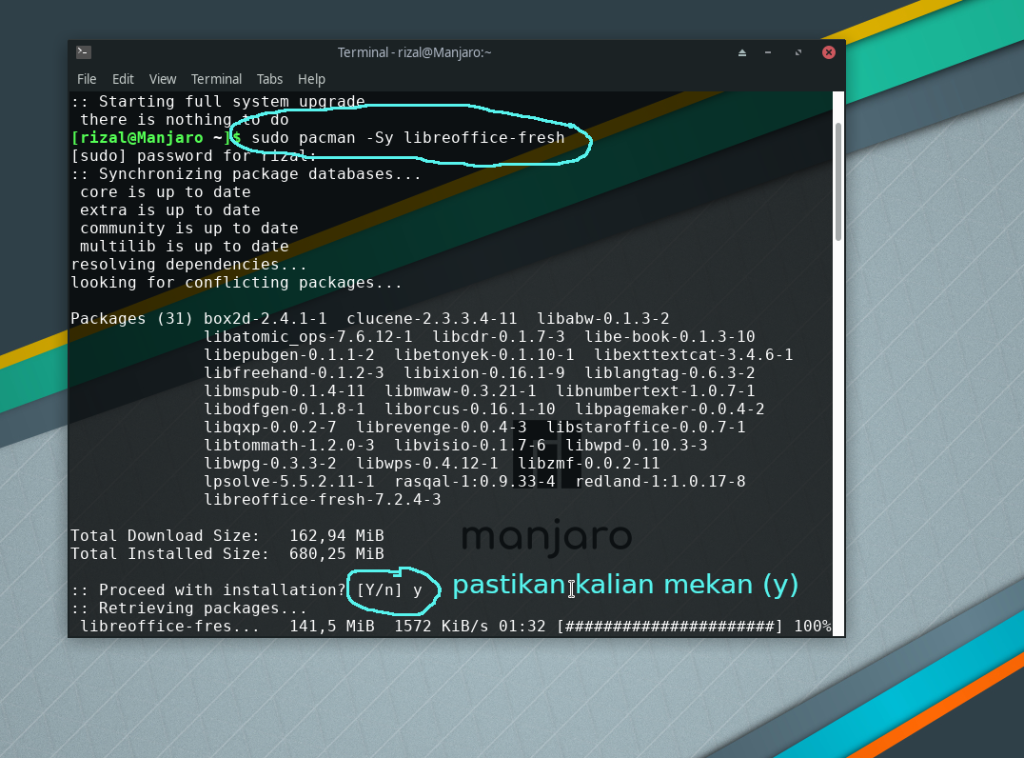 Terminal - rizal@Manjaro:~
File Edit View Terminal Tabs Help
:: Starting full system upgrade
there is nothing to do
[rizal@Manjaro ~]$ sudo pacman -Sy libreoffice-fresh
[sudo] password for rizal:
:: Synchronizing package databases...
core is up to date
extra is up to date
community is up to date
multilib is up to date
resolving dependencies...
looking for conflicting packages...
Packages (31) box2d-2.4.1-1 clucene-2.3.3.4-11 libabw-0.1.3-2
libatomic_ops-7.6.12-1 libcdr-0.1.7-3 libe-book-0.1.3-10
libepubgen-0.1.1-2 libetonyek-0.1.10-1 libexttextcat-3.4.6-1
libfreehand-0.1.2-3 libixion-0.16.1-9 liblangtag-0.6.3-2
libmspub-0.1.4-11 libmwaw-0.3.21-1 libnumbertext-1.0.7-1
libodfgen-0.1.8-1 liborcus-0.16.1-10 libpagemaker-0.0.4-2
libqxp-0.0.2-7 librevenge-0.0.4-3 libstaroffice-0.0.7-1
libtommath-1.2.0-3 libvisio-0.1.7-6 libwpd-0.10.3-3
libwpg-0.3.3-2 libwps-0.4.12-1 libzmf-0.0.2-11
lpsolve-5.5.2.11-1 rasqal-1:0.9.33-4 redland-1:1.0.17-8
libreoffice-fresh-7.2.4-3
Total Download Size: 162,94 MiB
Total Installed Size: 680,25 MiB
manjaro
:: Proceed with installation? [Y/n] y pastikan kalian mekan (y)
:: Retrieving packages...
libreoffice-fres... 141,5 MiB 1572 KiB/s 01:32 [######################] 100%